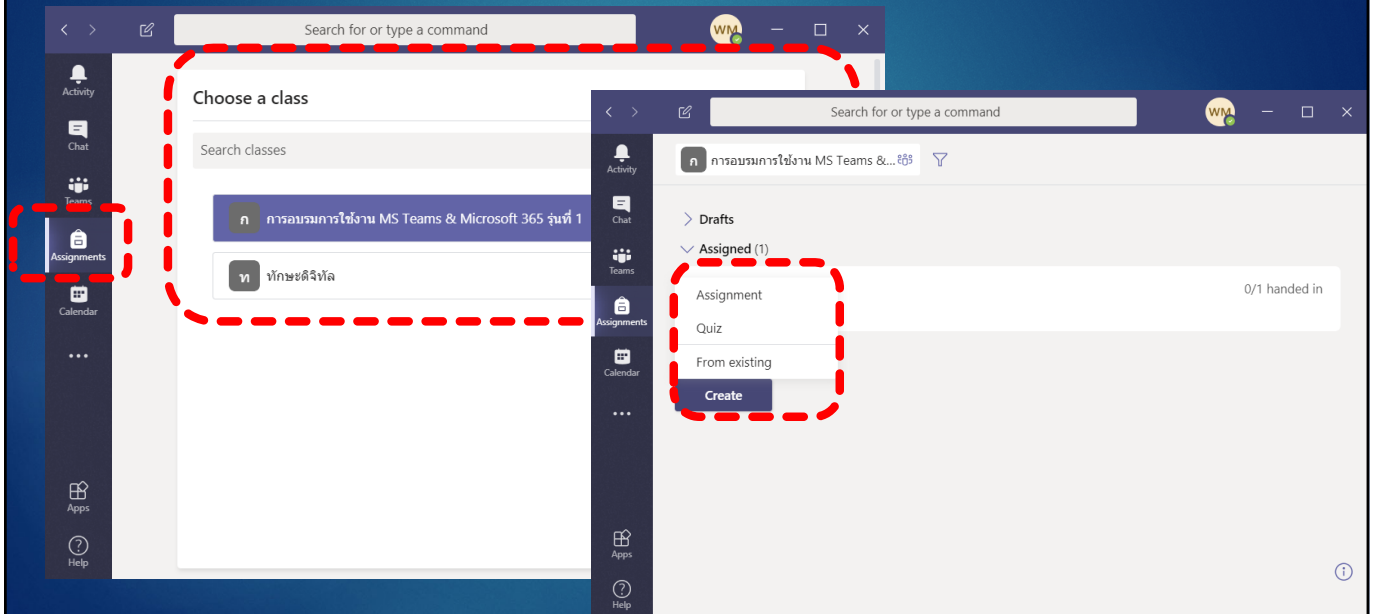 Search for or type a command
WM
Activity
Chat
Teams
Assignments
Calendar
Apps
Help
Choose a class
Search classes
ก การอบรมการใช้งาน MS Teams & Microsoft 365 รุ่นที่ 1
ท ทักษะดิจิทัล
Search for or type a command
WM
Activity
Chat
Teams
Assignments
Calendar
Apps
Help
ก การอบรมการใช้งาน MS Teams &...
Drafts
Assigned (1)
Assignment
Quiz
From existing
Create
0/1 handed in